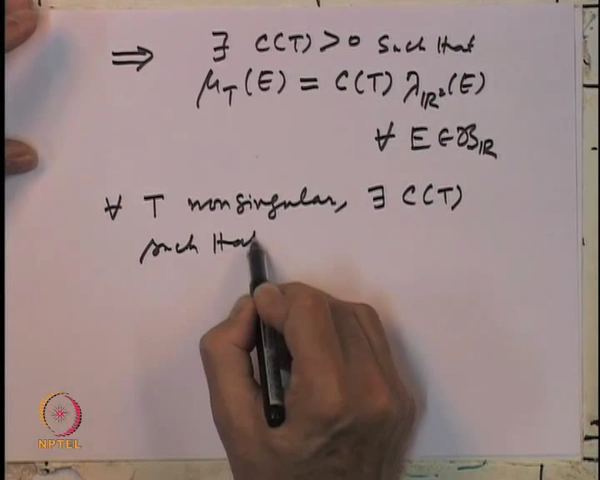 ⇒ ∃ C(T) > 0 such that
μ_T(E) = C(T) λ_{ℝ²}(E)
∀ E ∈ 𝓑_ℝ
∀ T nonsingular, ∃ C(T)
such that
NPTEL